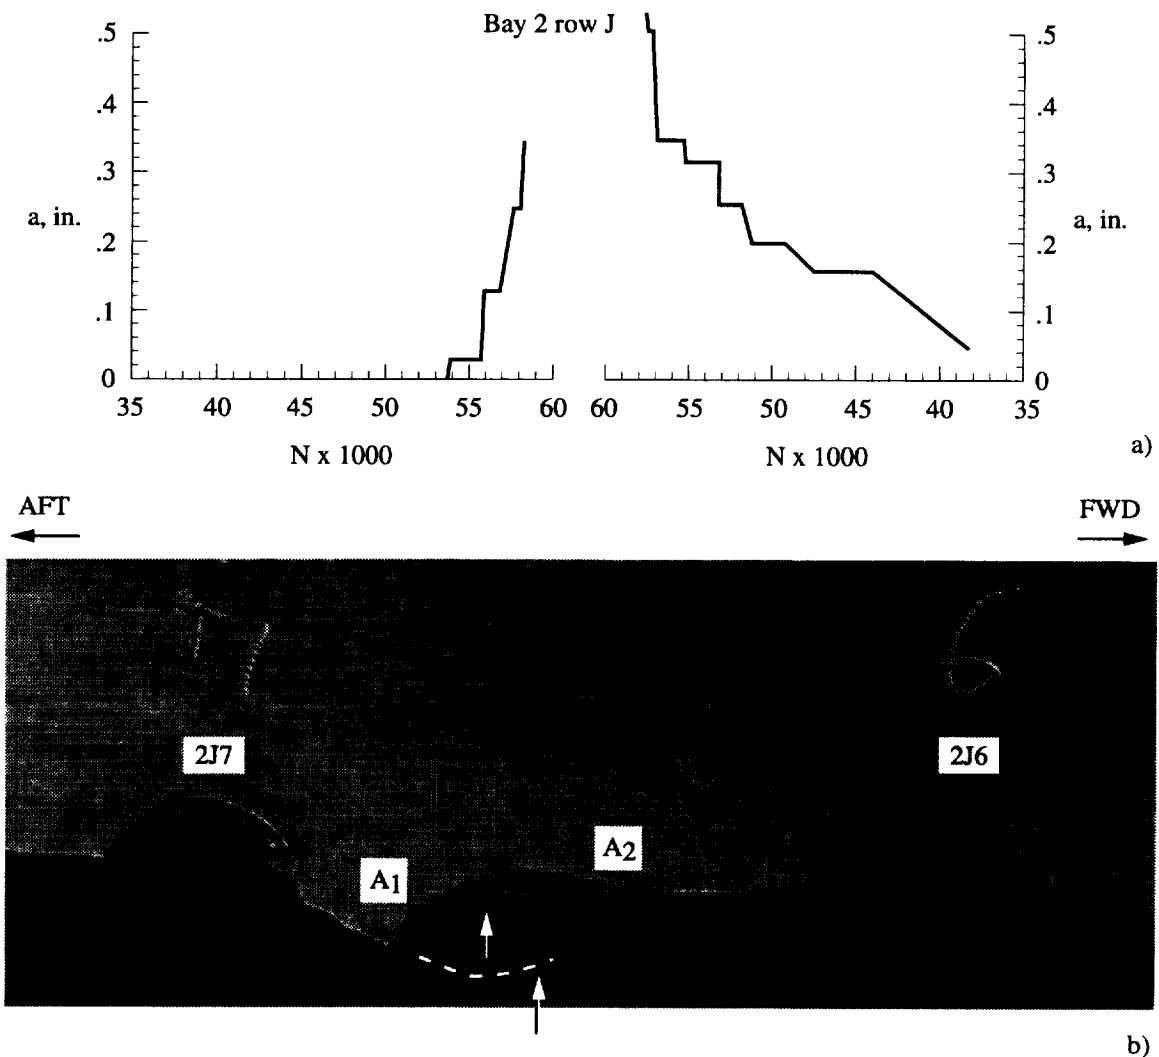 Bay 2 row J
.5
.4
.3
a, in.
.2
.1
0
35 40 45 50 55 60
N x 1000
.5
.4
.3
a, in.
.2
.1
0
60 55 50 45 40 35
N x 1000
a)
AFT
FWD
2J7
2J6
A1
A2
b)